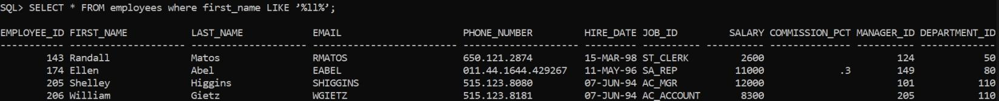 SQL> SELECT * FROM employees where first_name LIKE ’%ll%’;
EMPLOYEE_ID FIRST_NAME           LAST_NAME           EMAIL                     PHONE_NUMBER        HIRE_DATE JOB_ID         SALARY COMMISSION_PCT MANAGER_ID DEPARTMENT_ID
----------- -------------------- ------------------- ------------------------- ------------------- --------- ---------- ---------- -------------- ---------- -------------
        143 Randall              Matos               RMATOS                    650.121.2874        15-MAR-98 ST_CLERK         2600                       124            50
        174 Ellen                Abel                EABEL                     011.44.1644.429267  11-MAY-96 SA_REP          11000             .3        149            80
        205 Shelley              Higgins             SHIGGINS                  515.123.8080        07-JUN-94 AC_MGR          12000                       101           110
        206 William              Gietz               WGIETZ                    515.123.8181        07-JUN-94 AC_ACCOUNT       8300                       205           110